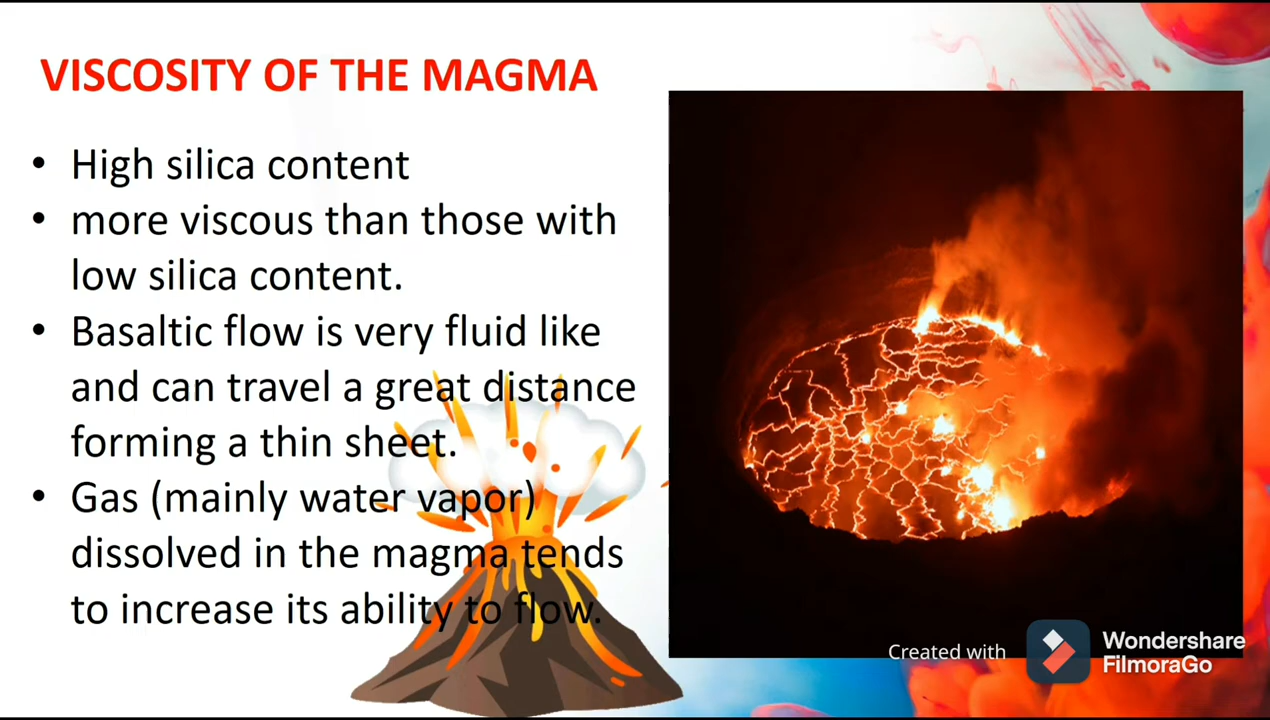 VISCOSITY OF THE MAGMA
• High silica content
• more viscous than those with
low silica content.
• Basaltic flow is very fluid like
and can travel a great distance
forming a thin sheet.
• Gas (mainly water vapor)
dissolved in the magma tends
to increase its ability to flow.
Created with
Wondershare
FilmoraGo